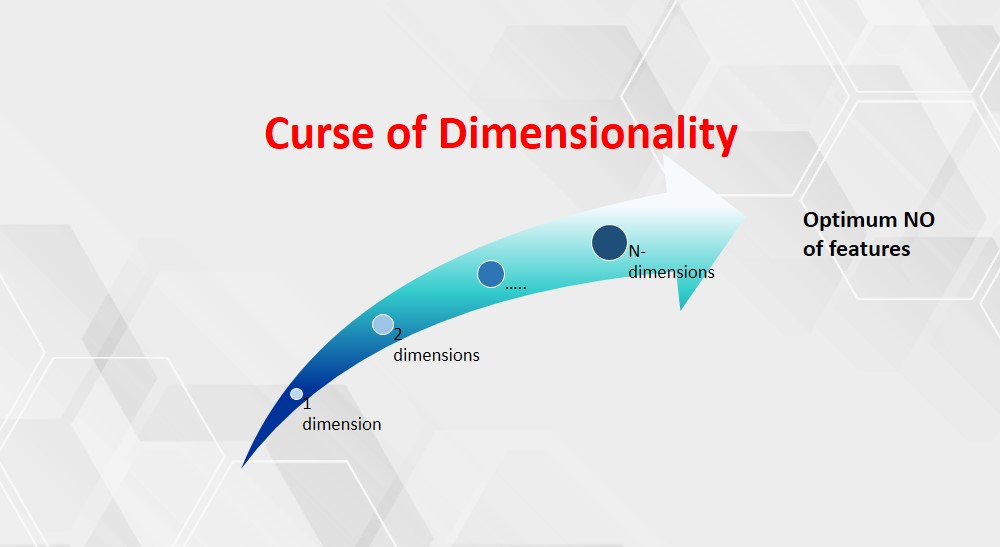 Curse of Dimensionality
Optimum NO
of features
N-
dimensions
.....
2
dimensions
1
dimension